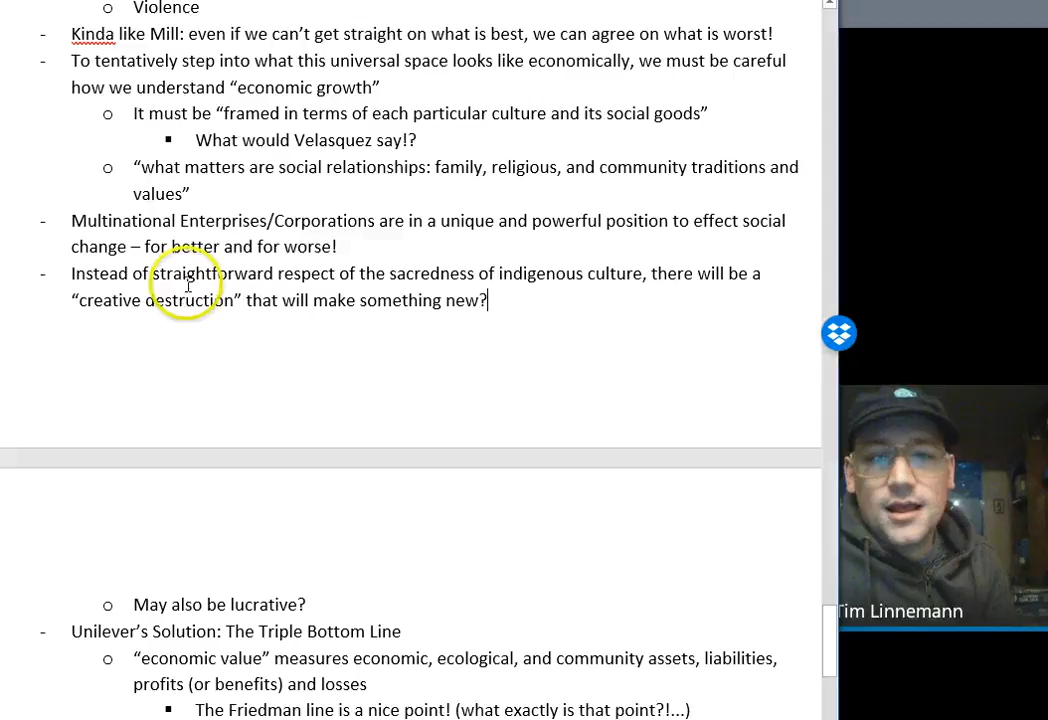 o Violence
- Kinda like Mill: even if we can’t get straight on what is best, we can agree on what is worst!
- To tentatively step into what this universal space looks like economically, we must be careful
how we understand “economic growth”
o It must be “framed in terms of each particular culture and its social goods”
▪ What would Velasquez say!?
o “what matters are social relationships: family, religious, and community traditions and
values”
- Multinational Enterprises/Corporations are in a unique and powerful position to effect social
change – for better and for worse!
- Instead of straightforward respect of the sacredness of indigenous culture, there will be a
“creative destruction” that will make something new?
o May also be lucrative?
- Unilever’s Solution: The Triple Bottom Line
o “economic value” measures economic, ecological, and community assets, liabilities,
profits (or benefits) and losses
▪ The Friedman line is a nice point! (what exactly is that point?!...)
Tim Linnemann